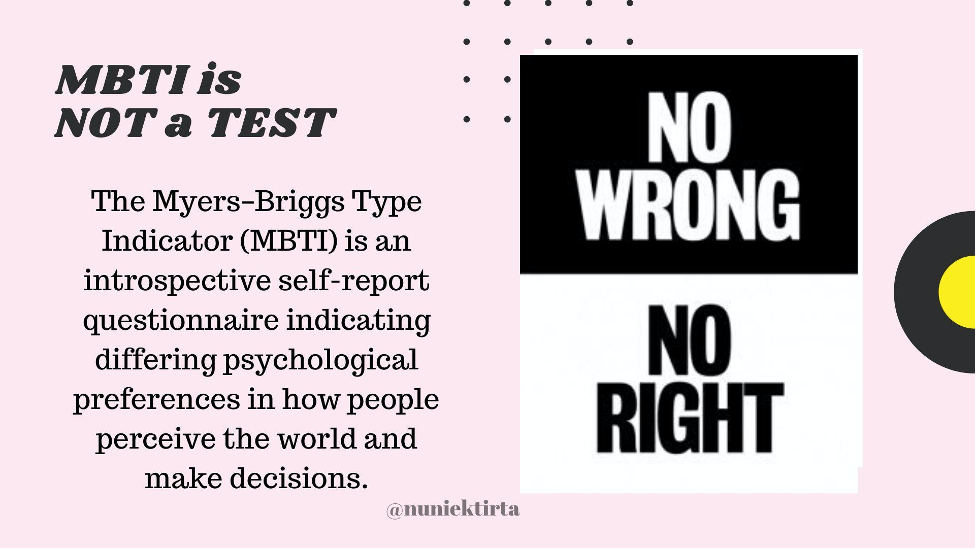 MBTI is
NOT a TEST
The Myers–Briggs Type
Indicator (MBTI) is an
introspective self-report
questionnaire indicating
differing psychological
preferences in how people
perceive the world and
make decisions.
NO
WRONG
NO
RIGHT
@nuniektirta